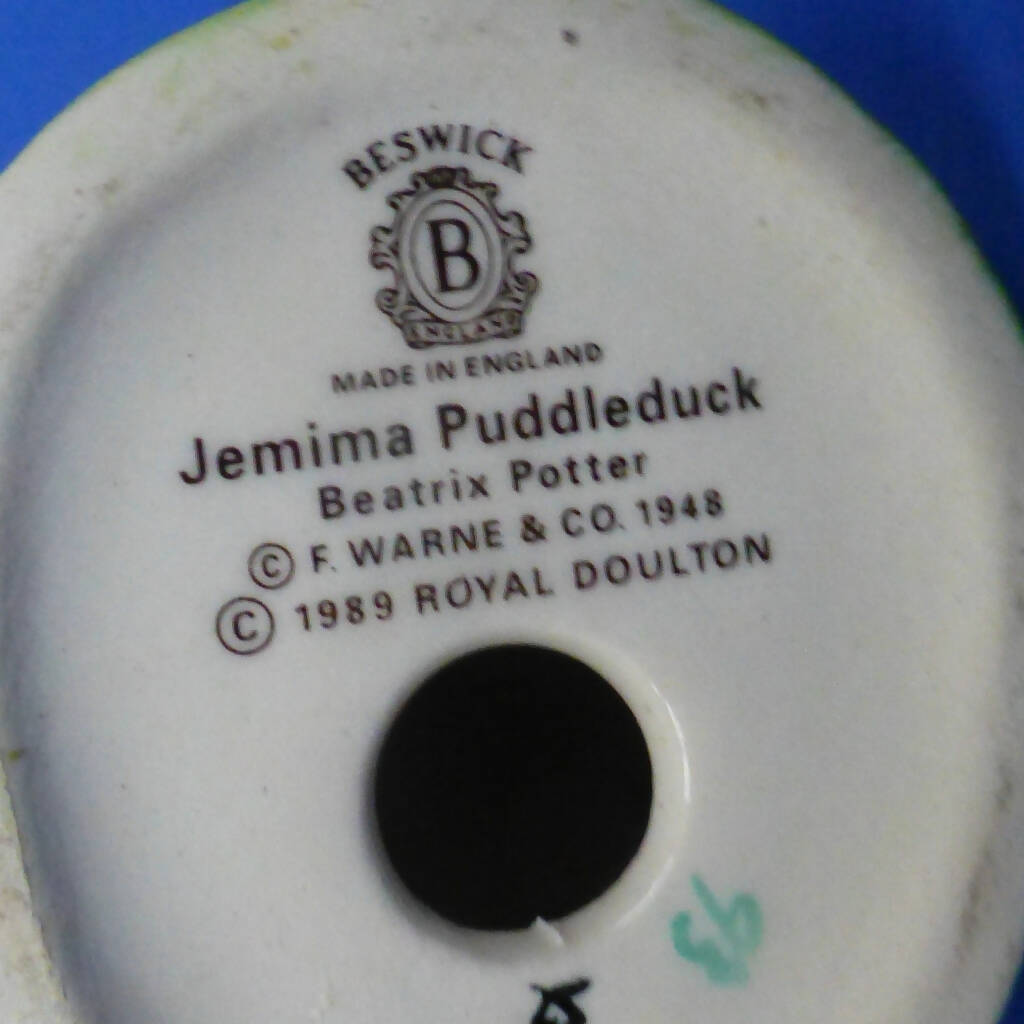 BESWICK
B
ENGLAND
MADE IN ENGLAND
Jemima Puddleduck
Beatrix Potter
© F. WARNE & CO. 1948
© 1989 ROYAL DOULTON